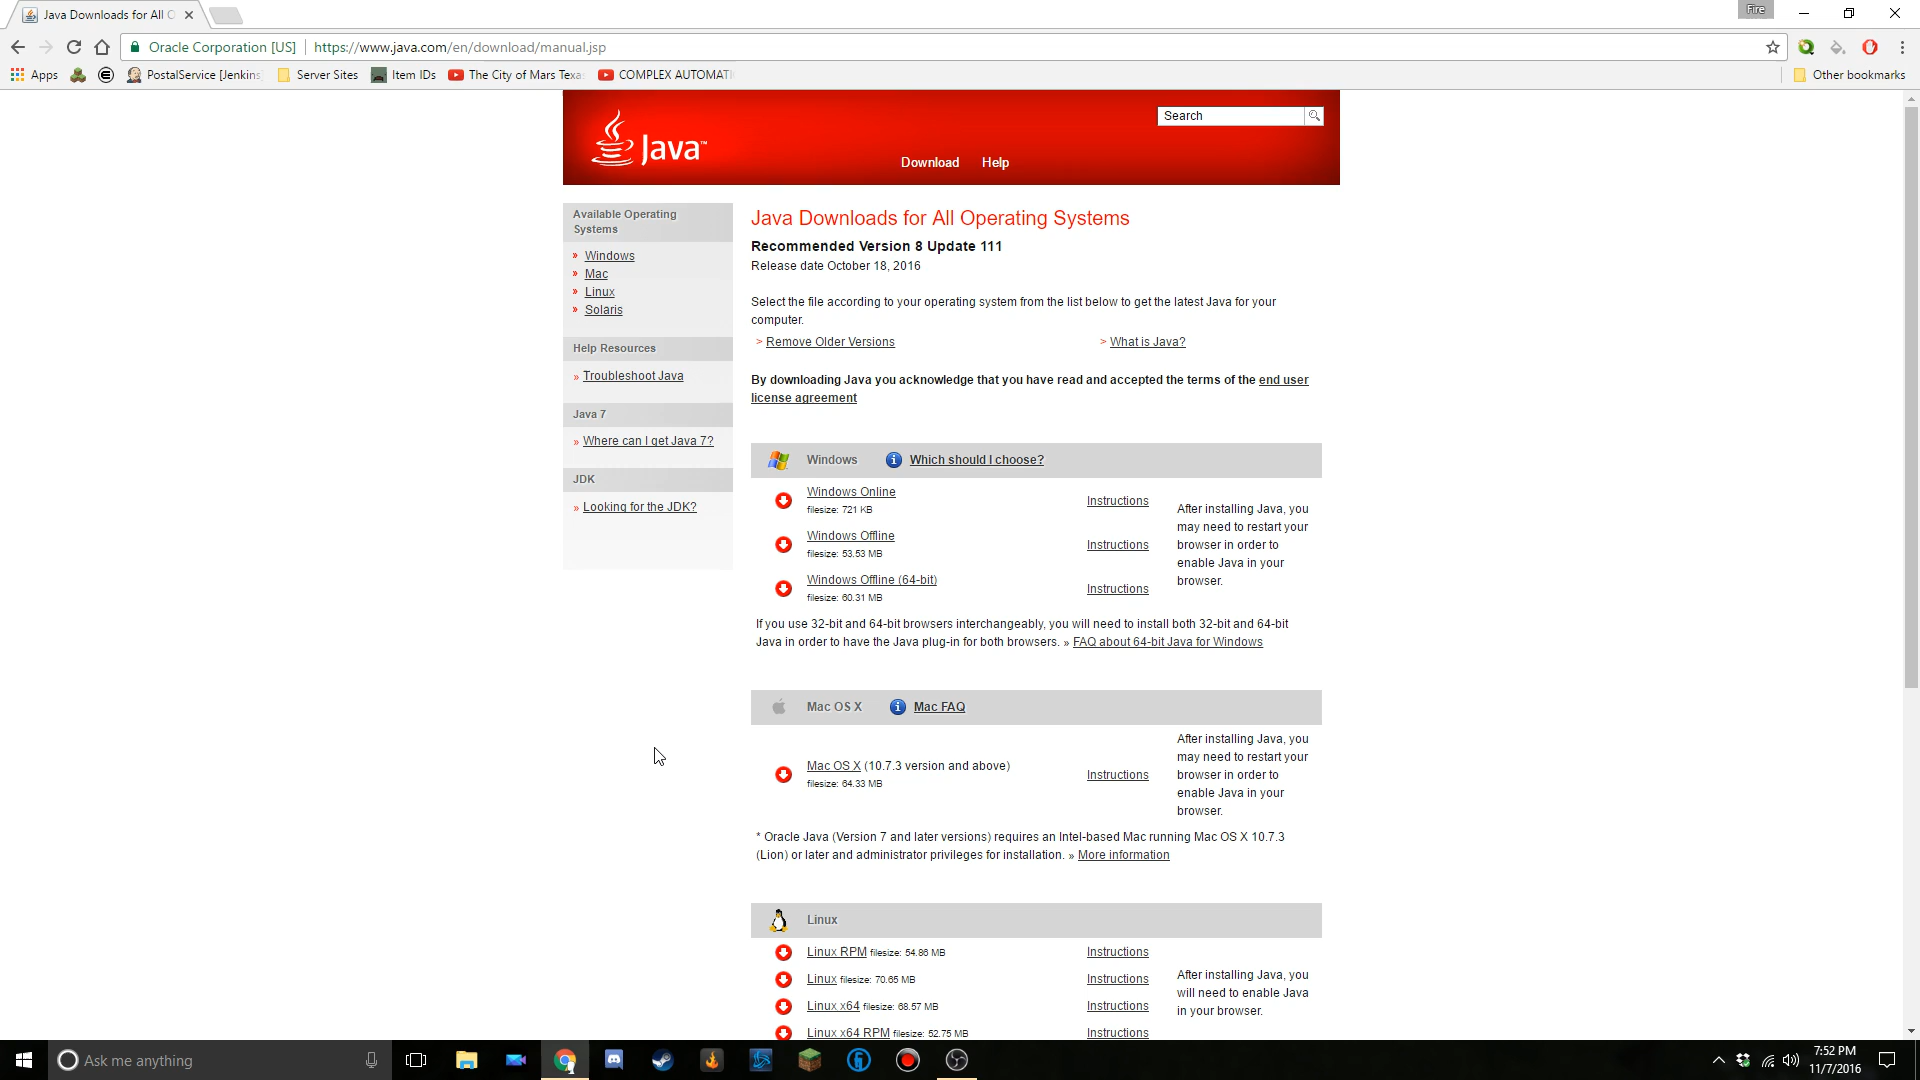 Java Downloads for All O
Fire
Oracle Corporation [US] https://www.java.com/en/download/manual.jsp
Apps PostalService [Jenkins Server Sites Item IDs The City of Mars Texa COMPLEX AUTOMATI Other bookmarks
Java™
Search
Download Help
Available Operating
Systems
» Windows
» Mac
» Linux
» Solaris
Help Resources
» Troubleshoot Java
Java 7
» Where can I get Java 7?
JDK
» Looking for the JDK?
Java Downloads for All Operating Systems
Recommended Version 8 Update 111
Release date October 18, 2016
Select the file according to your operating system from the list below to get the latest Java for your
computer.
> Remove Older Versions > What is Java?
By downloading Java you acknowledge that you have read and accepted the terms of the end user
license agreement
Windows i Which should I choose?
Windows Online
filesize: 721 KB
Instructions
Windows Offline
filesize: 53.53 MB
Instructions
Windows Offline (64-bit)
filesize: 60.31 MB
Instructions
After installing Java, you
may need to restart your
browser in order to
enable Java in your
browser.
If you use 32-bit and 64-bit browsers interchangeably, you will need to install both 32-bit and 64-bit
Java in order to have the Java plug-in for both browsers. » FAQ about 64-bit Java for Windows
Mac OS X i Mac FAQ
Mac OS X (10.7.3 version and above)
filesize: 64.33 MB
Instructions
After installing Java, you
may need to restart your
browser in order to
enable Java in your
browser.
* Oracle Java (Version 7 and later versions) requires an Intel-based Mac running Mac OS X 10.7.3
(Lion) or later and administrator privileges for installation. » More information
Linux
Linux RPM filesize: 54.86 MB Instructions
Linux filesize: 70.65 MB Instructions
Linux x64 filesize: 68.57 MB Instructions
Linux x64 RPM filesize: 52.75 MB Instructions
After installing Java, you
will need to enable Java
in your browser.
Ask me anything
7:52 PM
11/7/2016